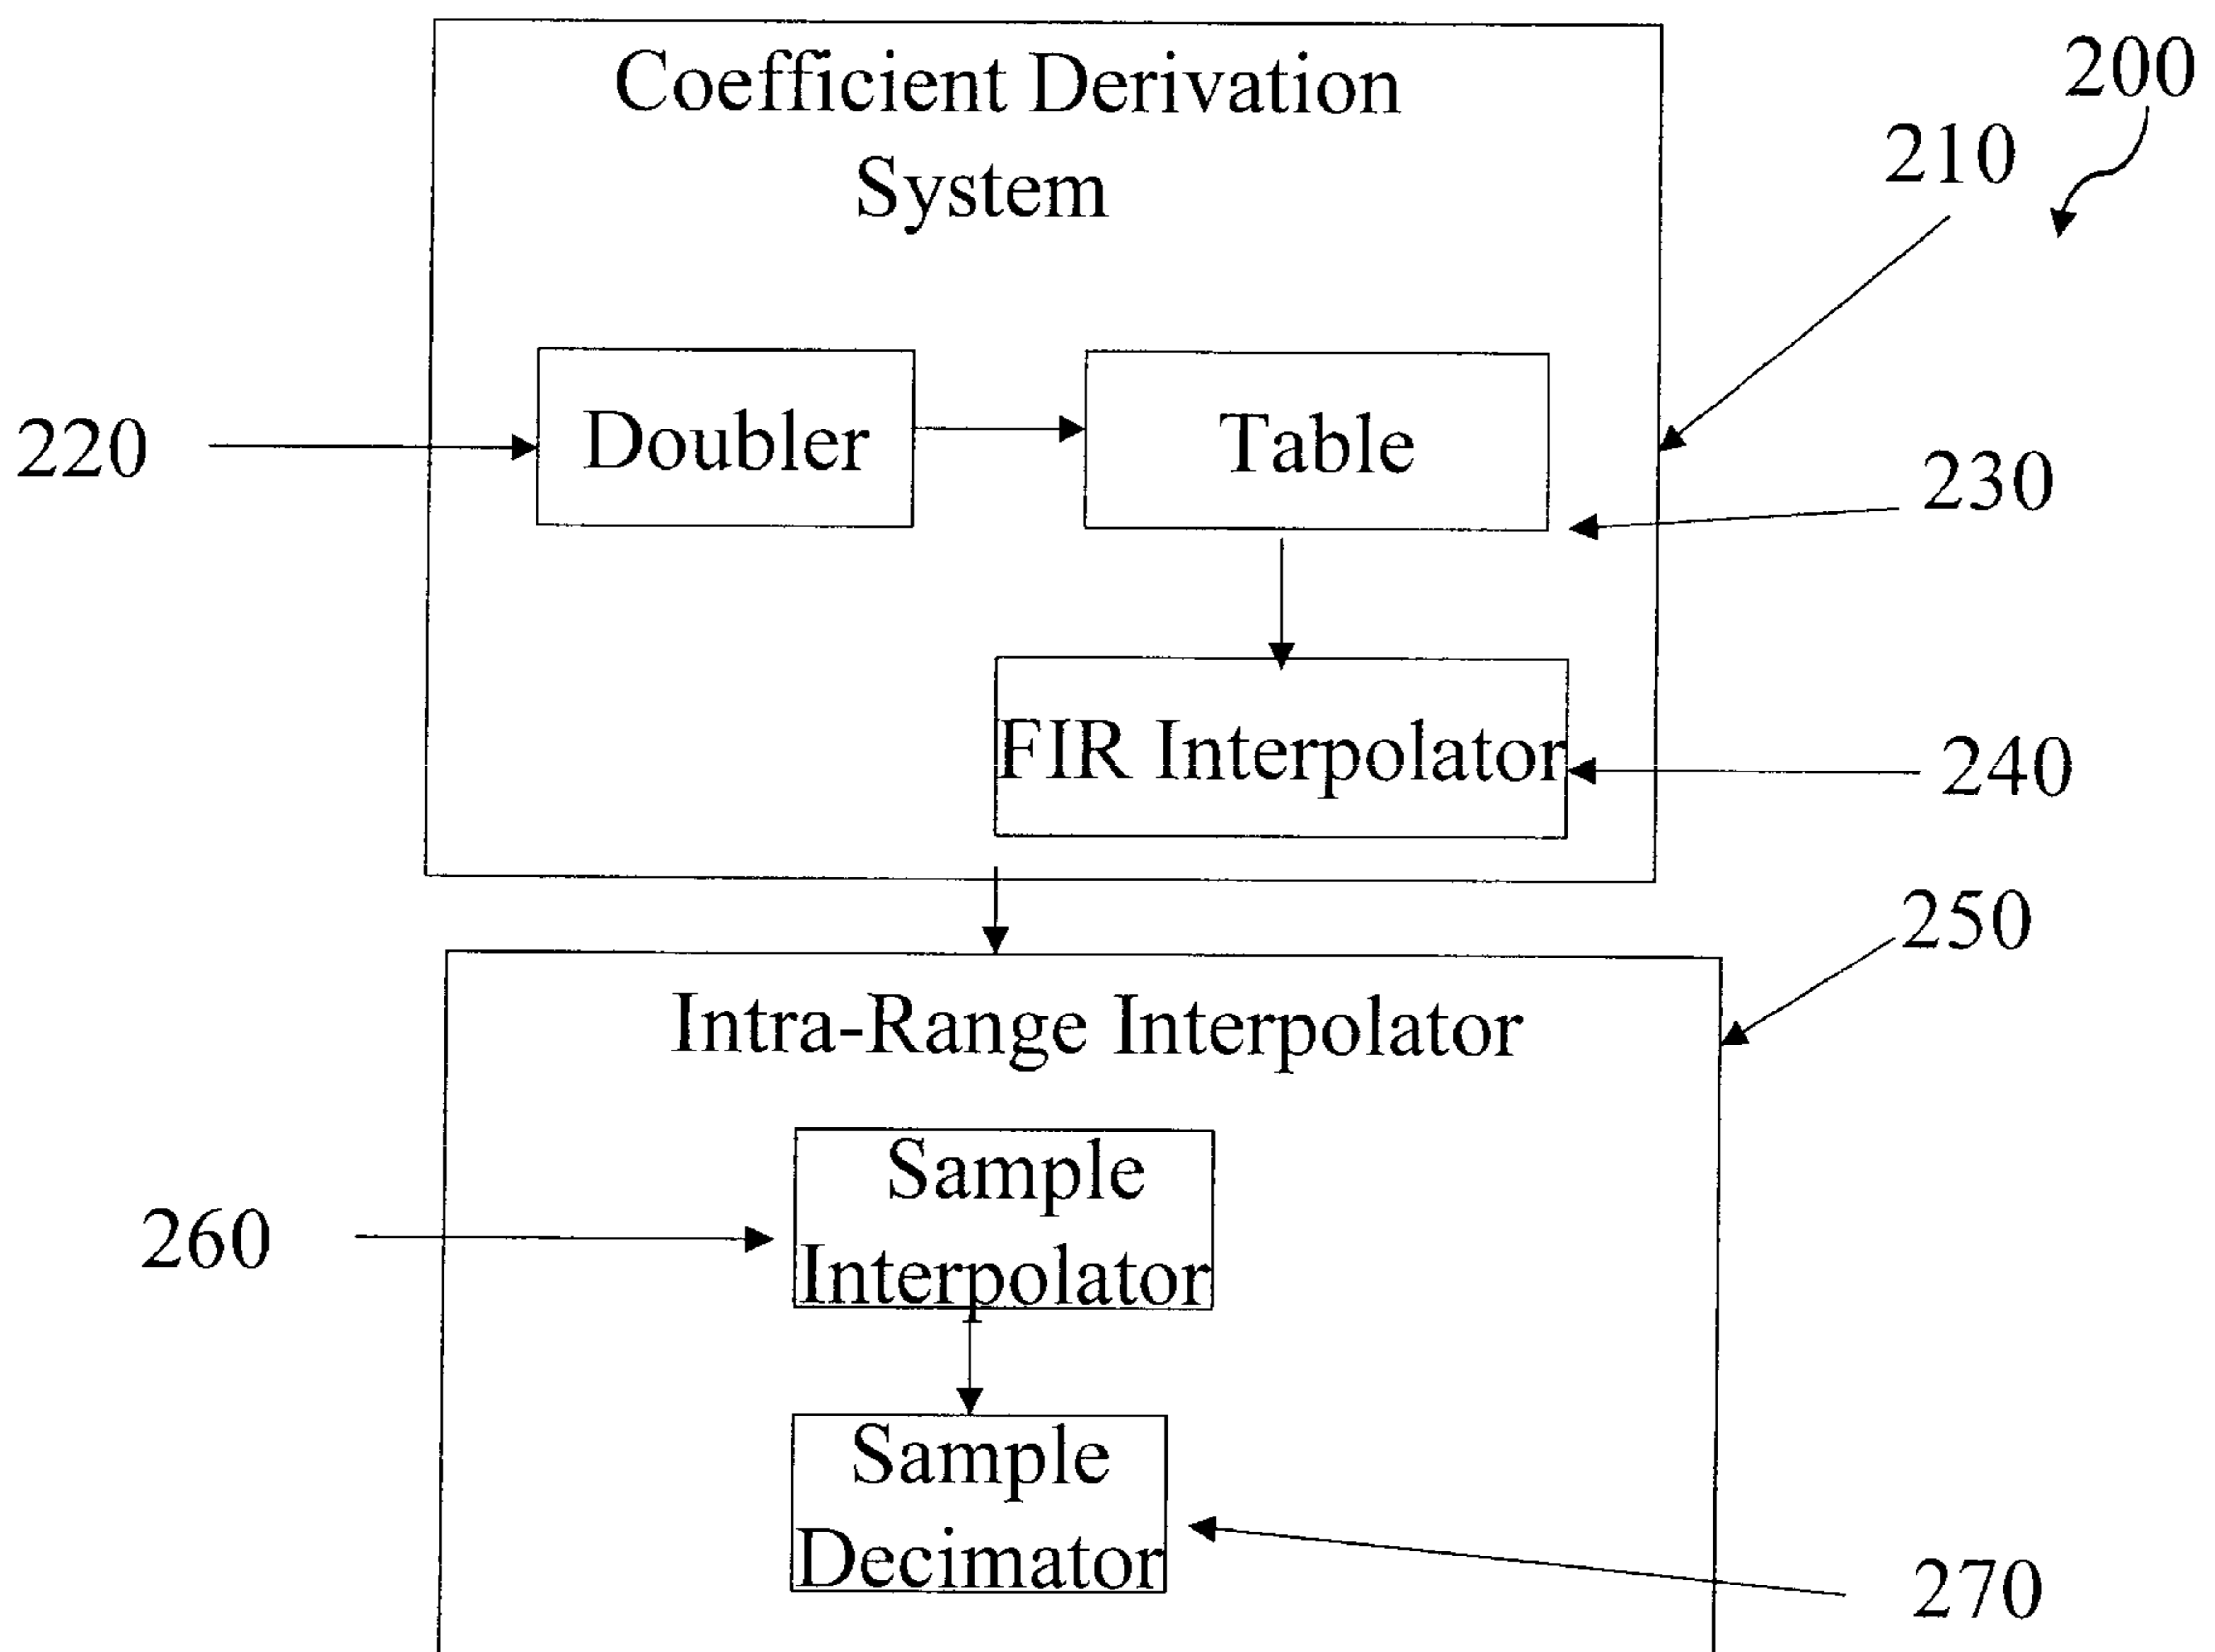 Coefficient Derivation
System
200
210
220
Doubler
Table
230
FIR Interpolator
240
250
Intra-Range Interpolator
260
Sample
Interpolator
Sample
Decimator
270